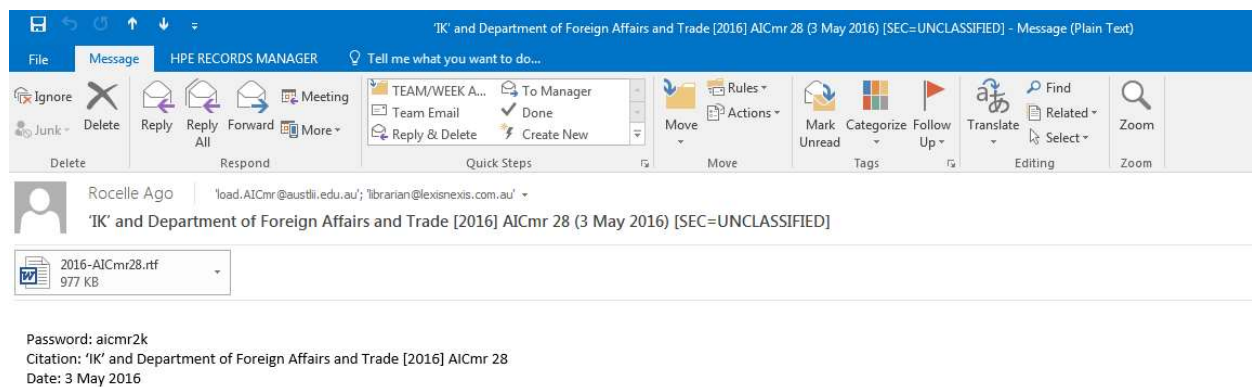 'IK' and Department of Foreign Affairs and Trade [2016] AICmr 28 (3 May 2016) [SEC=UNCLASSIFIED] - Message (Plain Text)
File Message HPE RECORDS MANAGER Tell me what you want to do...
Ignore
Junk
Delete
Reply
Reply All
Forward
Meeting
More
TEAM/WEEK A...
To Manager
Team Email
Done
Reply & Delete
Create New
Move
Rules
Actions
Mark Unread
Categorize
Follow Up
Translate
Find
Related
Select
Zoom
Delete Respond Quick Steps Move Tags Editing Zoom
Rocelle Ago 'load.AICmr@austlii.edu.au'; 'librarian@lexisnexis.com.au'
'IK' and Department of Foreign Affairs and Trade [2016] AICmr 28 (3 May 2016) [SEC=UNCLASSIFIED]
2016-AICmr28.rtf
977 KB
Password: aicmr2k
Citation: 'IK' and Department of Foreign Affairs and Trade [2016] AICmr 28
Date: 3 May 2016